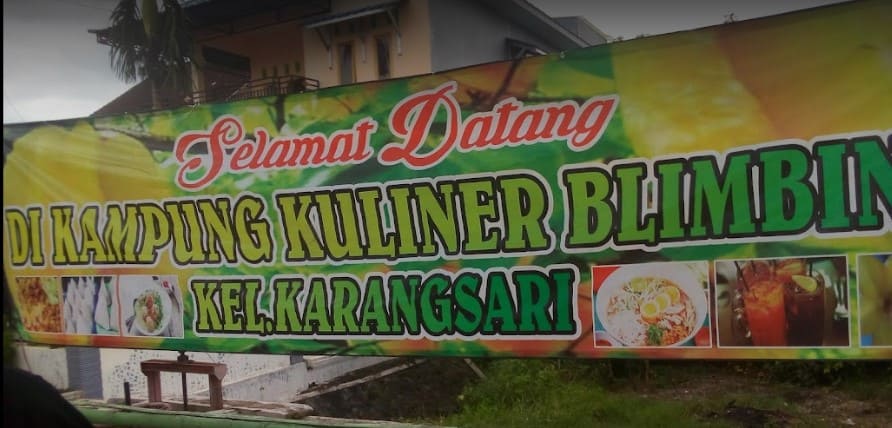 Selamat Datang
DI KAMPUNG KULINER BLIMBIN
KEL.KARANGSARI